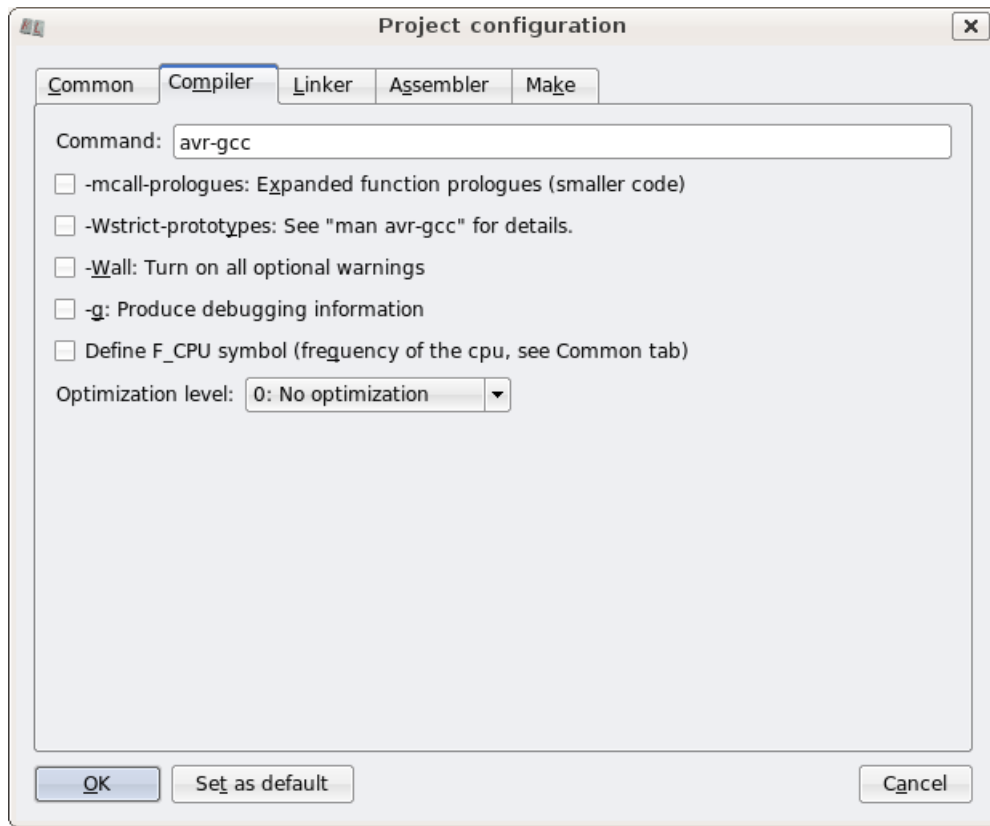 Project configuration
Common Compiler Linker Assembler Make
Command: avr-gcc
-mcall-prologues: Expanded function prologues (smaller code)
-Wstrict-prototypes: See "man avr-gcc" for details.
-Wall: Turn on all optional warnings
-g: Produce debugging information
Define F_CPU symbol (frequency of the cpu, see Common tab)
Optimization level: 0: No optimization
OK Set as default Cancel